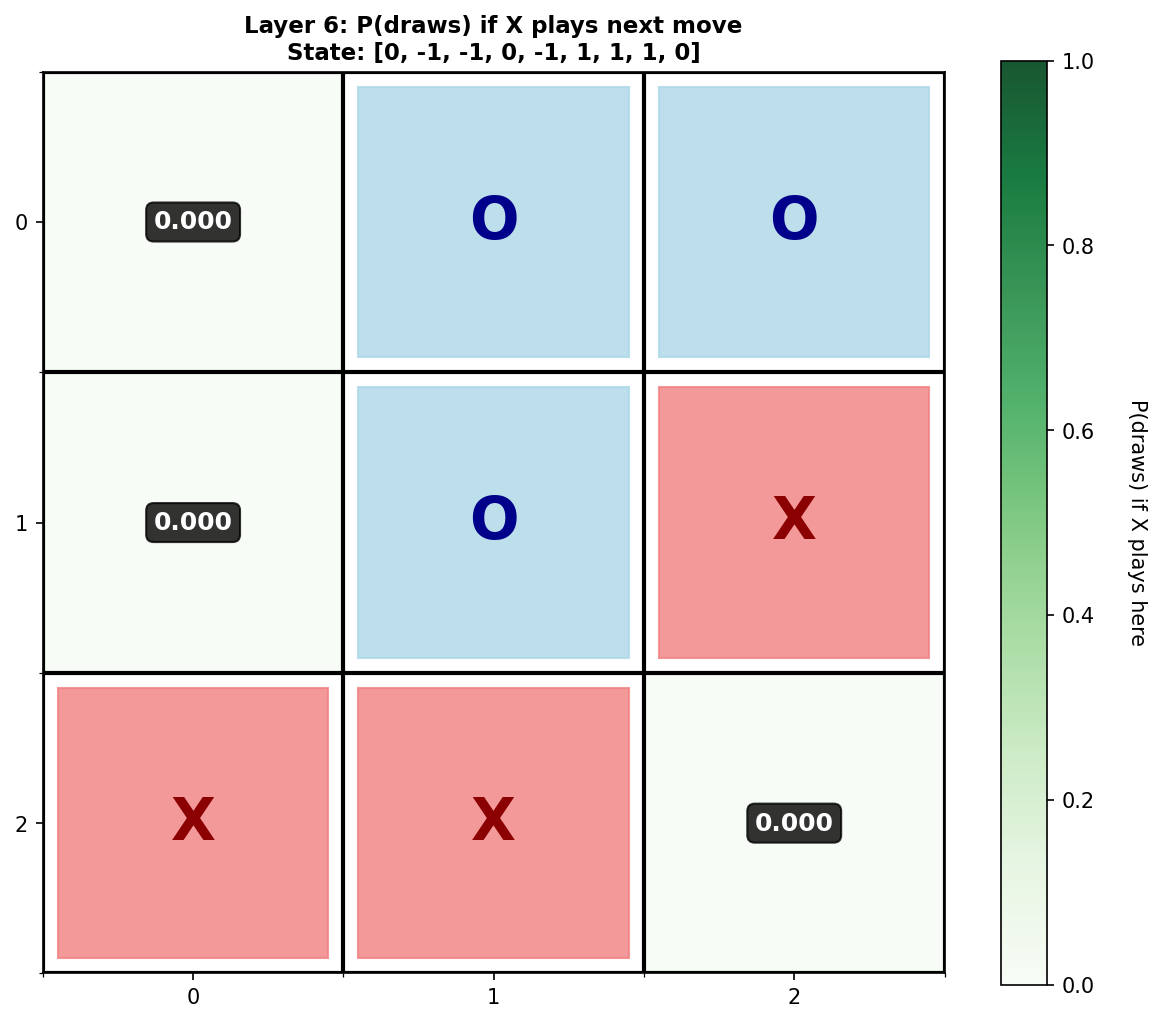 Layer 6: P(draws) if X plays next move
State: [0, -1, -1, 0, -1, 1, 1, 1, 0]
0
0.000
O
O
1
0.000
O
X
2
X
X
0.000
0
1
2
1.0
0.8
0.6
0.4
0.2
0.0
P(draws) if X plays here